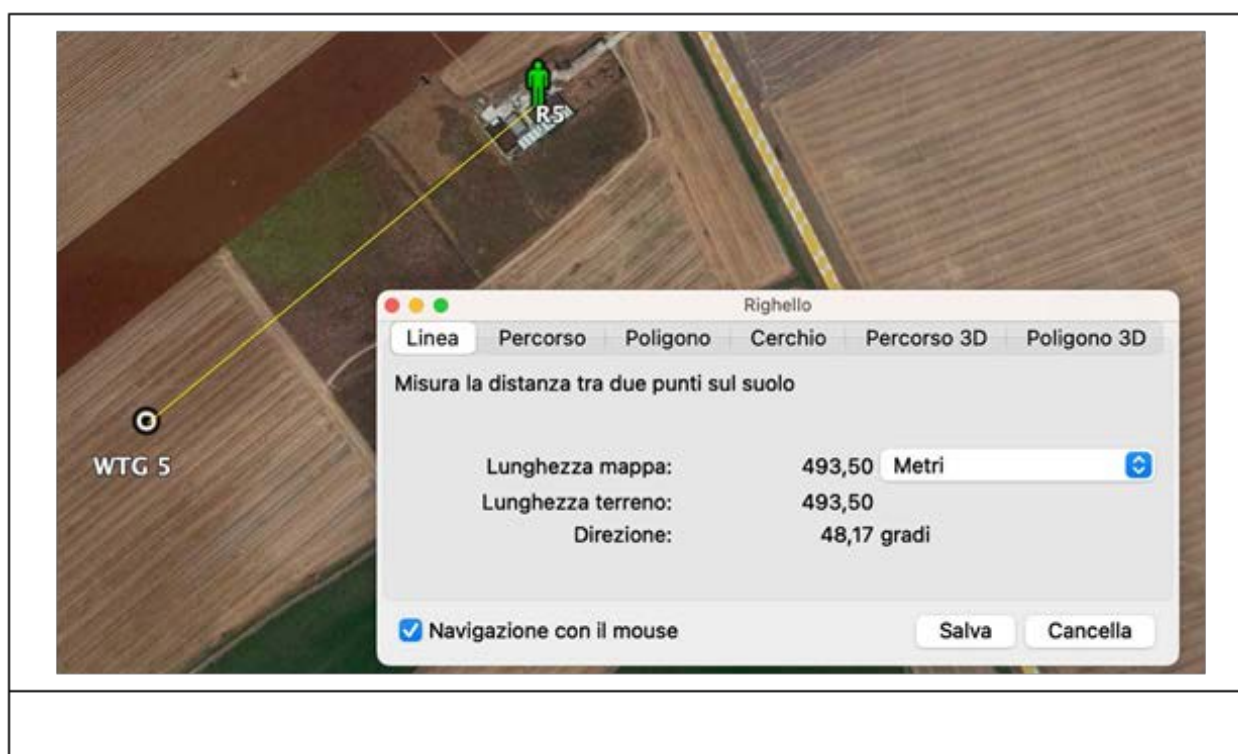 R5
WTG 5
Righello
Linea Percorso Poligono Cerchio Percorso 3D Poligono 3D
Misura la distanza tra due punti sul suolo
Lunghezza mappa: 493,50 Metri
Lunghezza terreno: 493,50
Direzione: 48,17 gradi
Navigazione con il mouse Salva Cancella